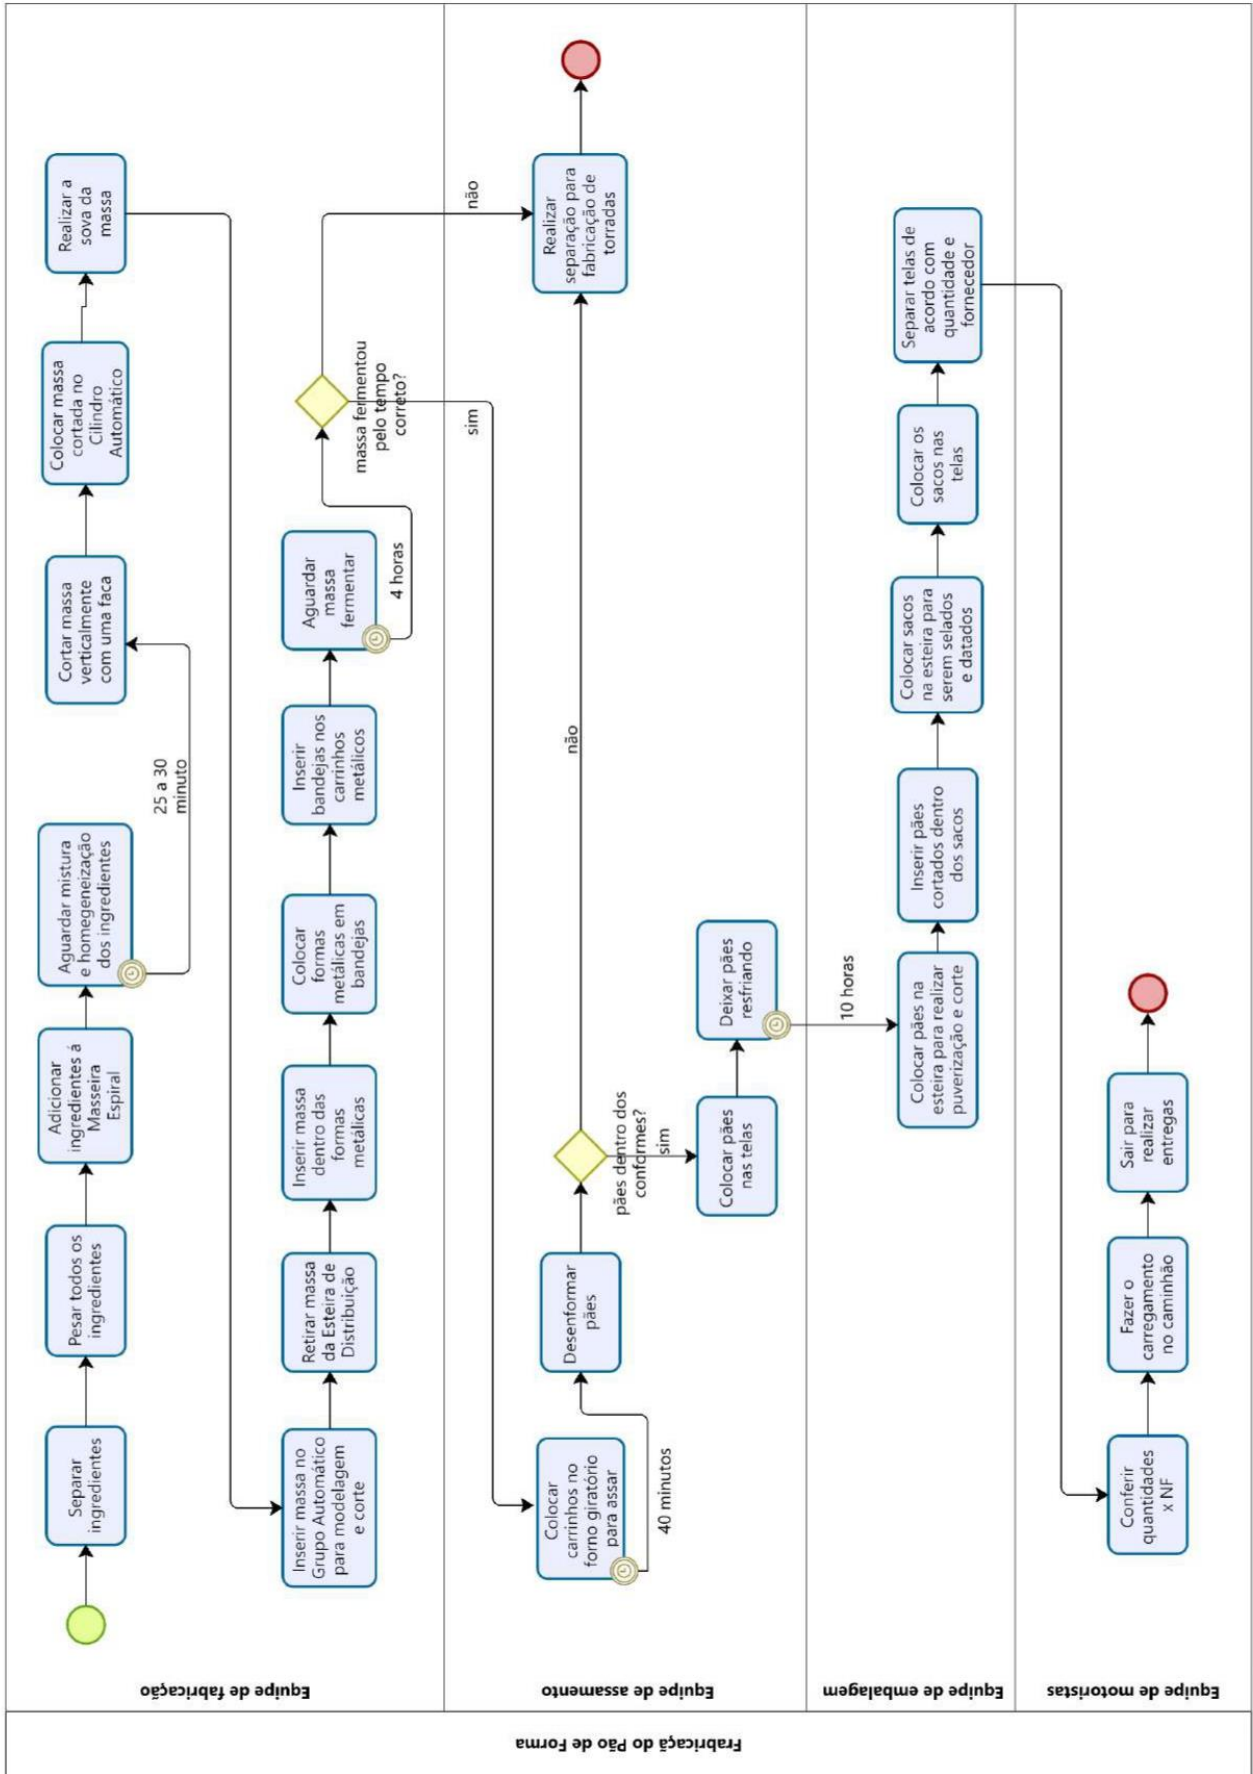 Frabricaçã do Pão de Forma
Equipe de fabricação
Separar
ingredientes
Pesar todos os
ingredientes
Adicionar
ingredientes á
Masseira
Espiral
Aguardar mistura
e homegeneização
dos ingredientes
25 a 30
minuto
Cortar massa
verticalmente
com uma faca
Colocar massa
cortada no
Cilindro
Automático
Realizar a
sova da
massa
Inserir massa no
Grupo Automático
para modelagem
e corte
Retirar massa
da Esteira de
Distribuição
Inserir massa
dentro das
formas
metálicas
Colocar
formas
metálicas em
bandejas
Inserir
bandejas nos
carrinhos
metálicos
Aguardar
massa
fermentar
4 horas
massa fermentou
pelo tempo
correto?
não
sim
Equipe de assamento
Colocar
carrinhos no
forno giratório
para assar
40 minutos
Desenformar
pães
pães dentro dos
conformes?
sim
não
Realizar
separação para
fabricação de
torradas
Colocar pães
nas telas
Deixar pães
resfriando
10 horas
Equipe de embalagem
Colocar pães na
esteira para realizar
puverização e corte
Inserir pães
cortados dentro
dos sacos
Colocar sacos
na esteira para
serem selados
e datados
Colocar os
sacos nas
telas
Separar telas de
acordo com
quantidade e
fornecedor
Equipe de motoristas
Conferir
quantidades
x NF
Fazer o
carregamento
no caminhão
Sair para
realizar
entregas